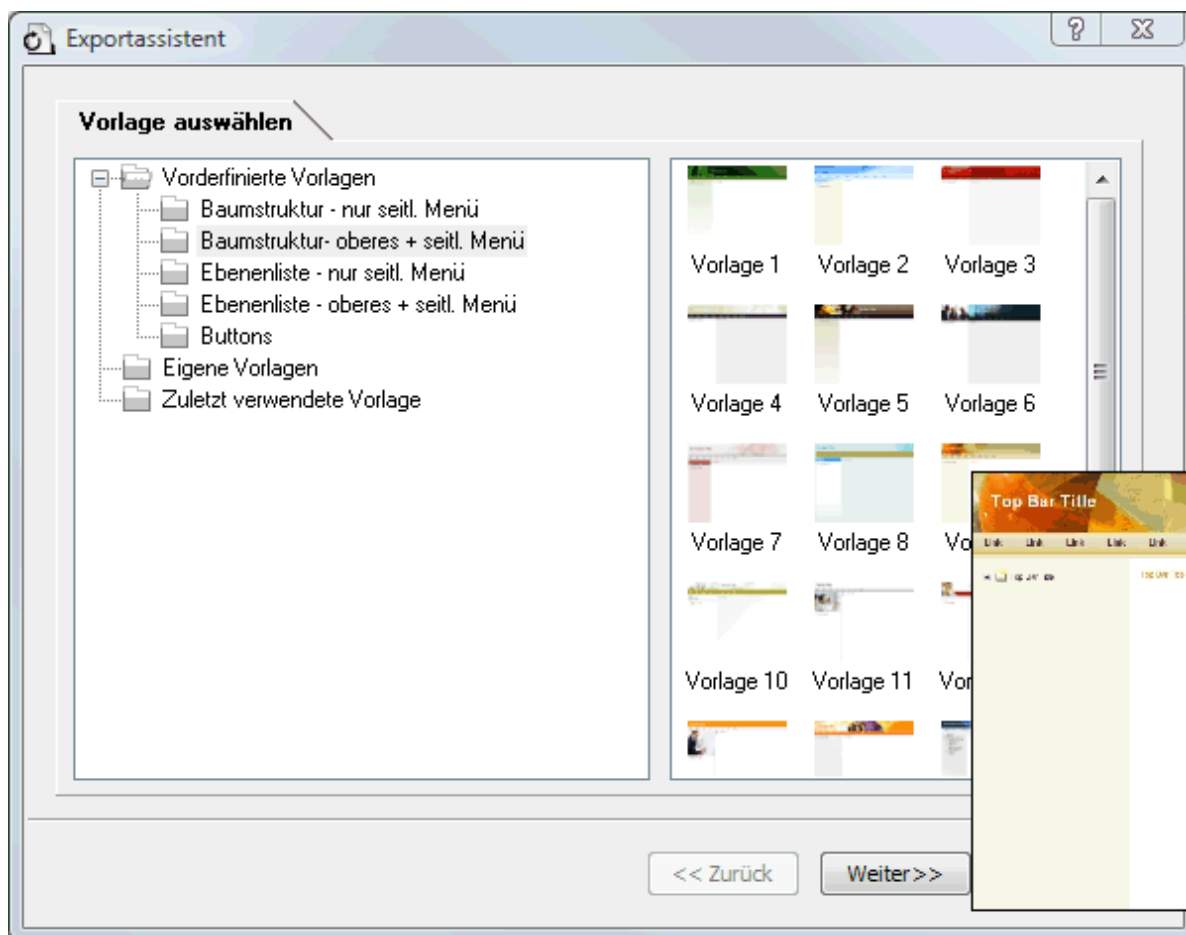 Exportassistent
Vorlage auswählen
Vorderfinierte Vorlagen
Baumstruktur - nur seitl. Menü
Baumstruktur- oberes + seitl. Menü
Ebenenliste - nur seitl. Menü
Ebenenliste - oberes + seitl. Menü
Buttons
Eigene Vorlagen
Zuletzt verwendete Vorlage
Vorlage 1 Vorlage 2 Vorlage 3
Vorlage 4 Vorlage 5 Vorlage 6
Vorlage 7 Vorlage 8
Vorlage 10 Vorlage 11
Top Bar Title
Link Link Link Link Link
<< Zurück Weiter>>